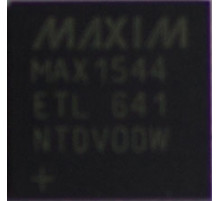 MAXIM
MAX1544
ETL 641
NT0V00W
+